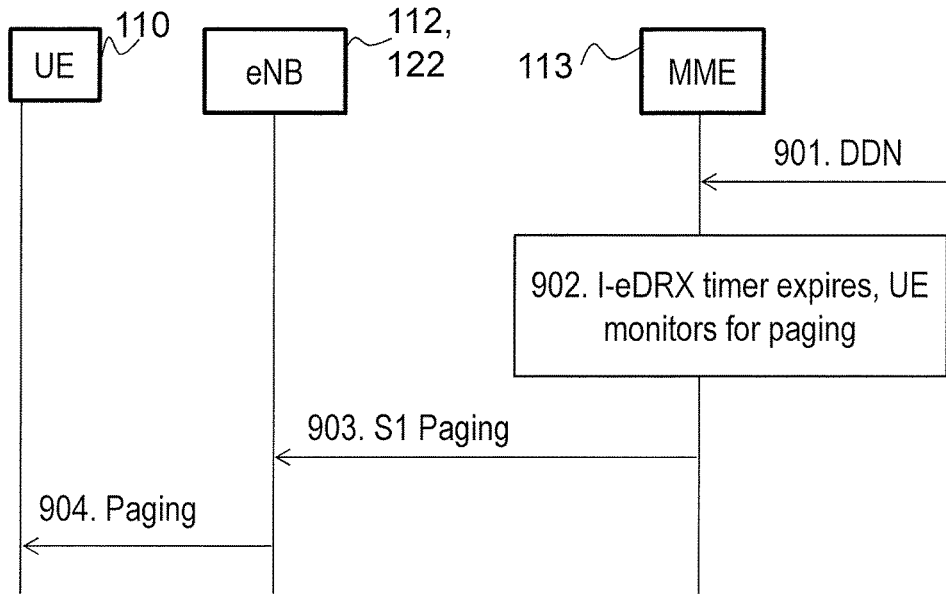 110
UE
112,
122
eNB
113
MME
901. DDN
902. I-eDRX timer expires, UE
monitors for paging
903. S1 Paging
904. Paging